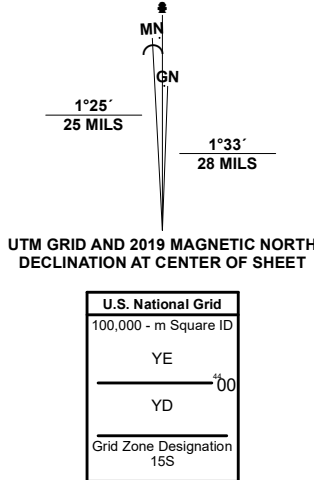 MN
GN
1°25´
25 MILS
1°33´
28 MILS
UTM GRID AND 2019 MAGNETIC NORTH
DECLINATION AT CENTER OF SHEET
U.S. National Grid
100,000 - m Square ID
YE
4400
YD
Grid Zone Designation
15S